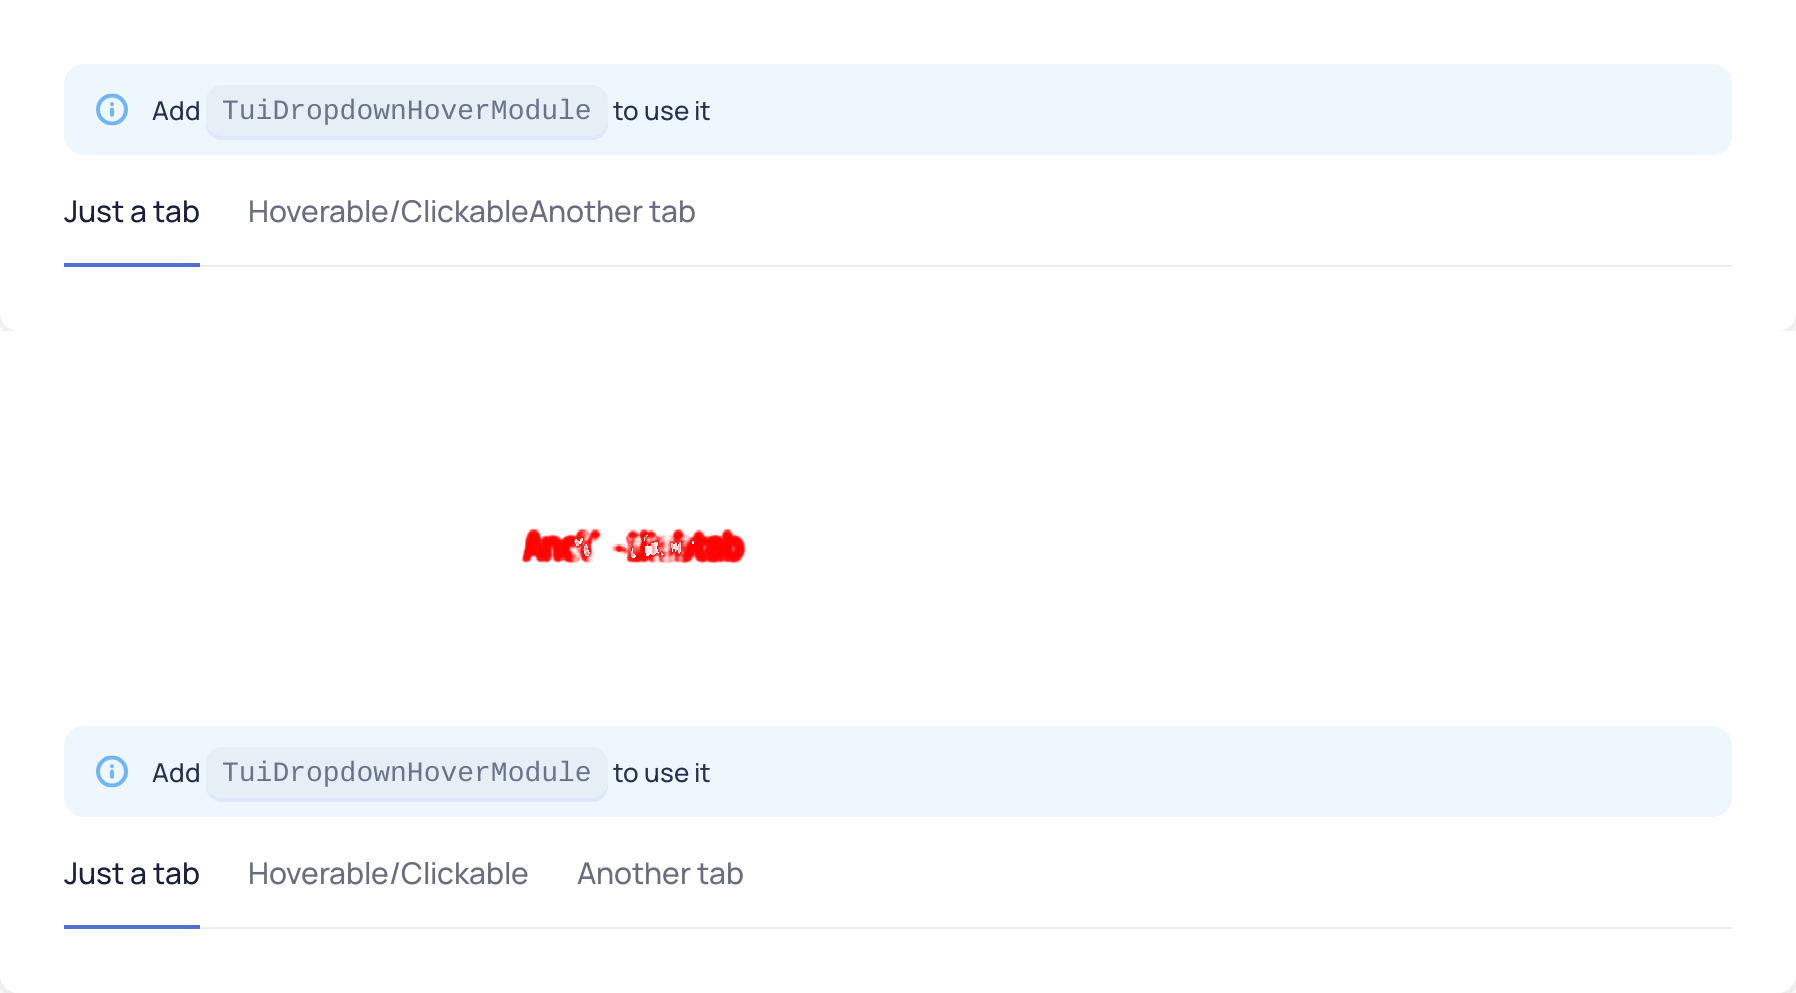 Add TuiDropdownHoverModule to use it
Just a tab Hoverable/ClickableAnother tab
Add TuiDropdownHoverModule to use it
Just a tab Hoverable/Clickable Another tab